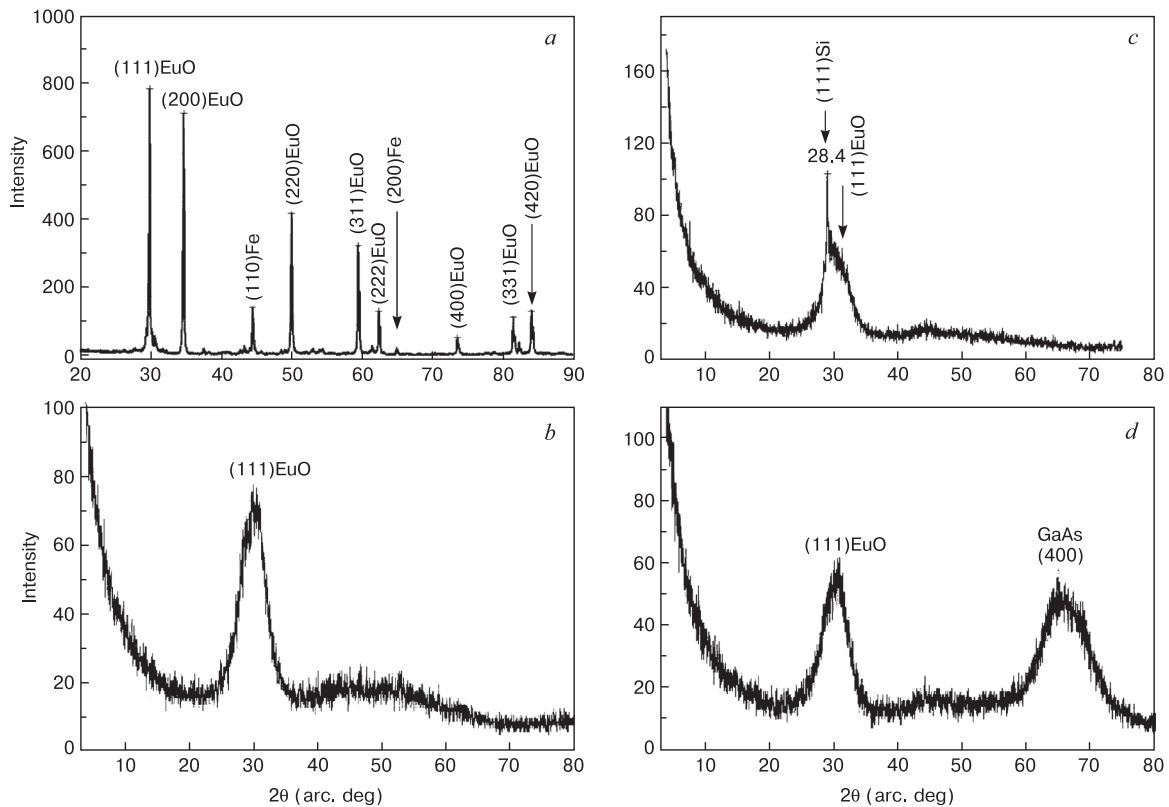 a
1000
800
600
400
200
0
Intensity
(111)EuO
(200)EuO
(110)Fe
(220)EuO
(311)EuO
(222)EuO
(200)Fe
(400)EuO
(331)EuO
(420)EuO
20 30 40 50 60 70 80 90
c
160
120
80
40
0
(111)Si
28.4
(111)EuO
10 20 30 40 50 60 70 80
b
100
80
60
40
20
0
Intensity
(111)EuO
10 20 30 40 50 60 70 80
2θ (arc. deg)
d
100
80
60
40
20
0
(111)EuO
GaAs
(400)
10 20 30 40 50 60 70 80
2θ (arc. deg)